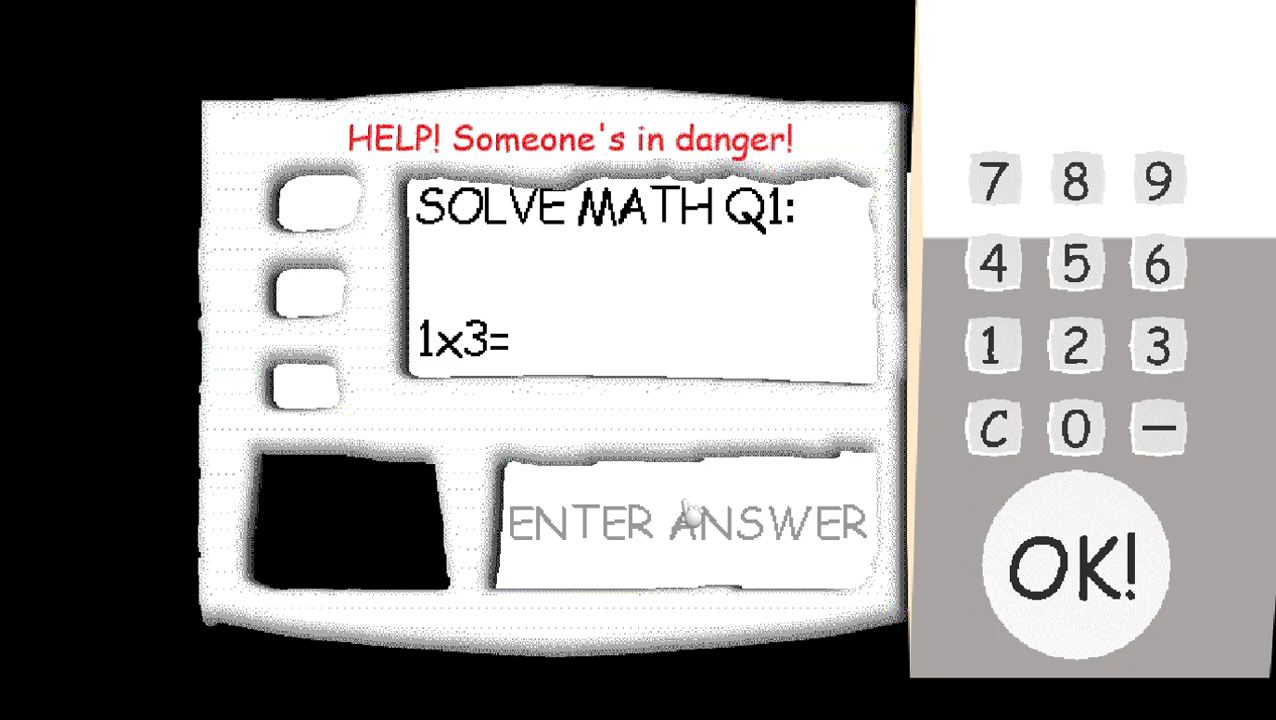 HELP! Someone's in danger!
SOLVE MATH Q1:
1x3=
ENTER ANSWER
7 8 9
4 5 6
1 2 3
C 0 −
OK!